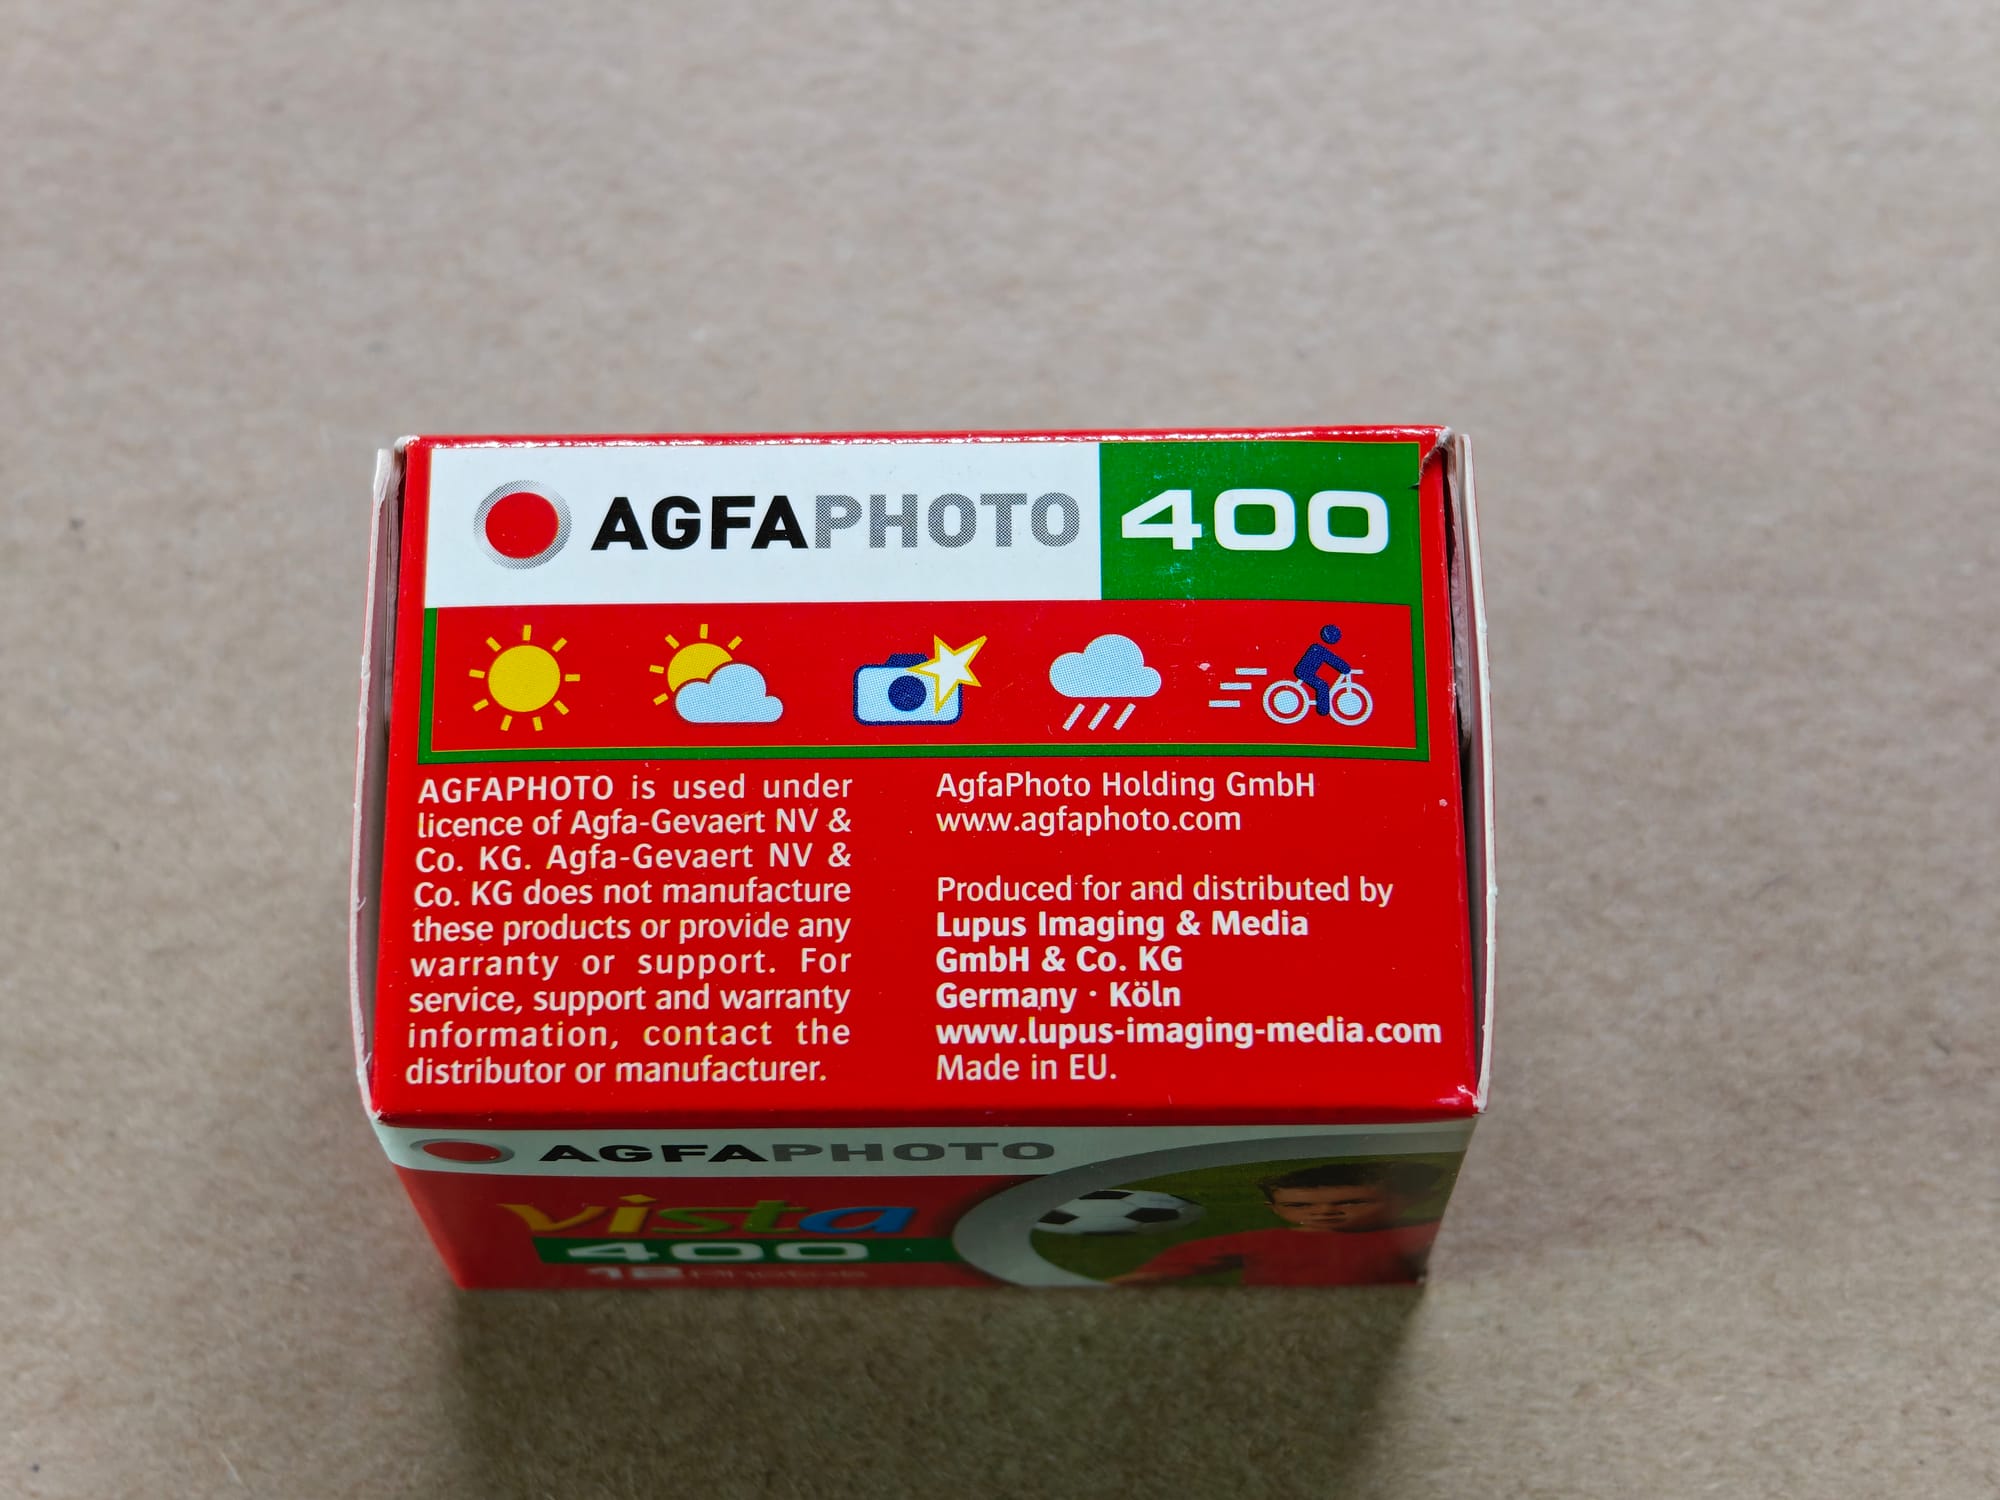 AGFAPHOTO 400
AGFAPHOTO is used under
licence of Agfa-Gevaert NV &
Co. KG. Agfa-Gevaert NV &
Co. KG does not manufacture
these products or provide any
warranty or support. For
service, support and warranty
information, contact the
distributor or manufacturer.
AgfaPhoto Holding GmbH
www.agfaphoto.com
Produced for and distributed by
Lupus Imaging & Media
GmbH & Co. KG
Germany · Köln
www.lupus-imaging-media.com
Made in EU.
AGFAPHOTO
vista
400
12